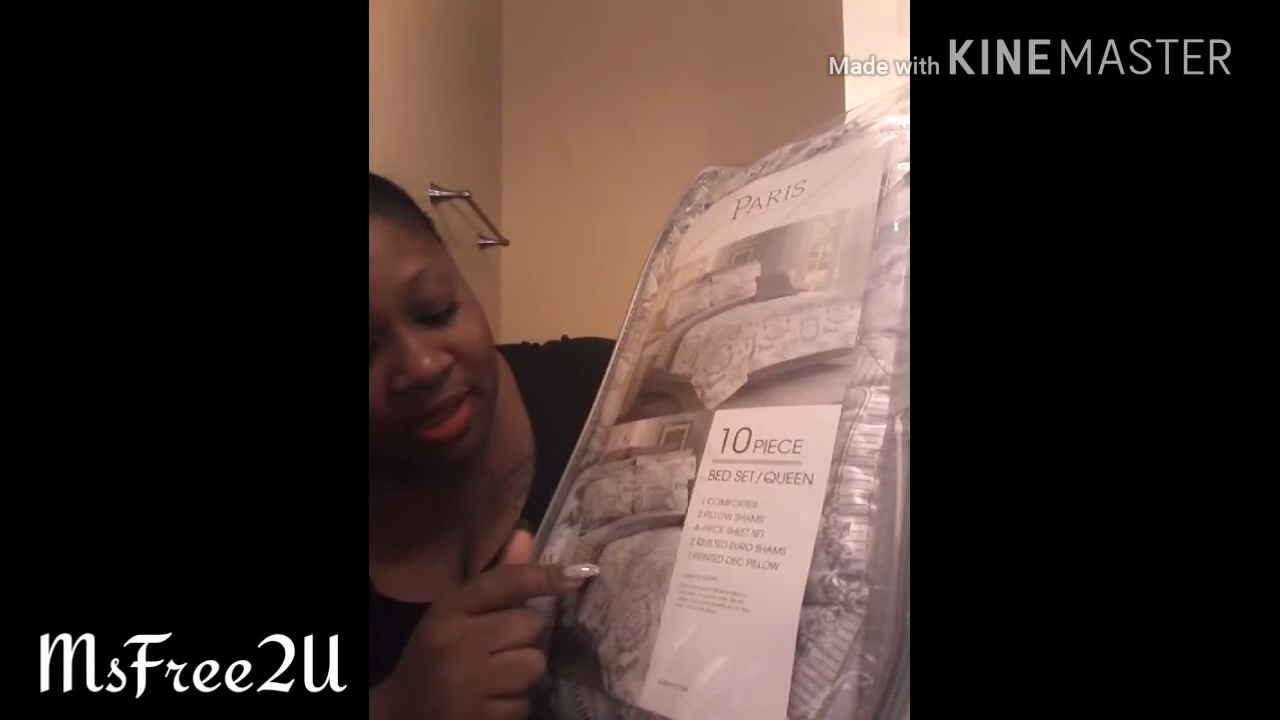 Made with KINEMASTER
PARIS
10 PIECE
BED SET/QUEEN
1 COMFORTER
2 PILLOW SHAMS
4-PIECE SHEET SET
2 QUILTED EURO SHAMS
1 PRINTED DEC PILLOW
MsFree2U